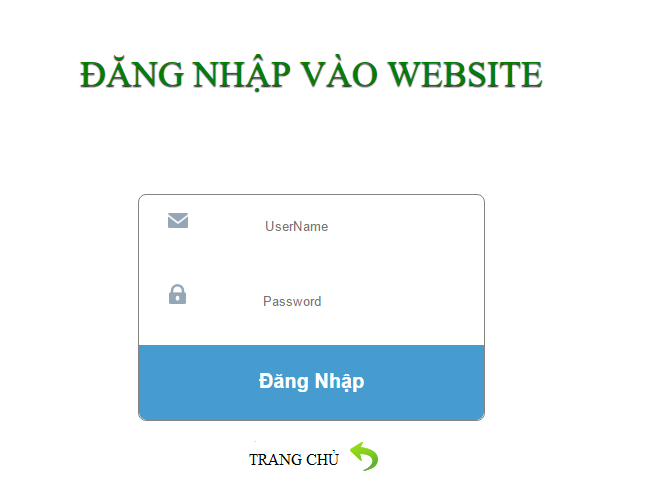 ĐĂNG NHẬP VÀO WEBSITE
UserName
Password
Đăng Nhập
TRANG CHỦ